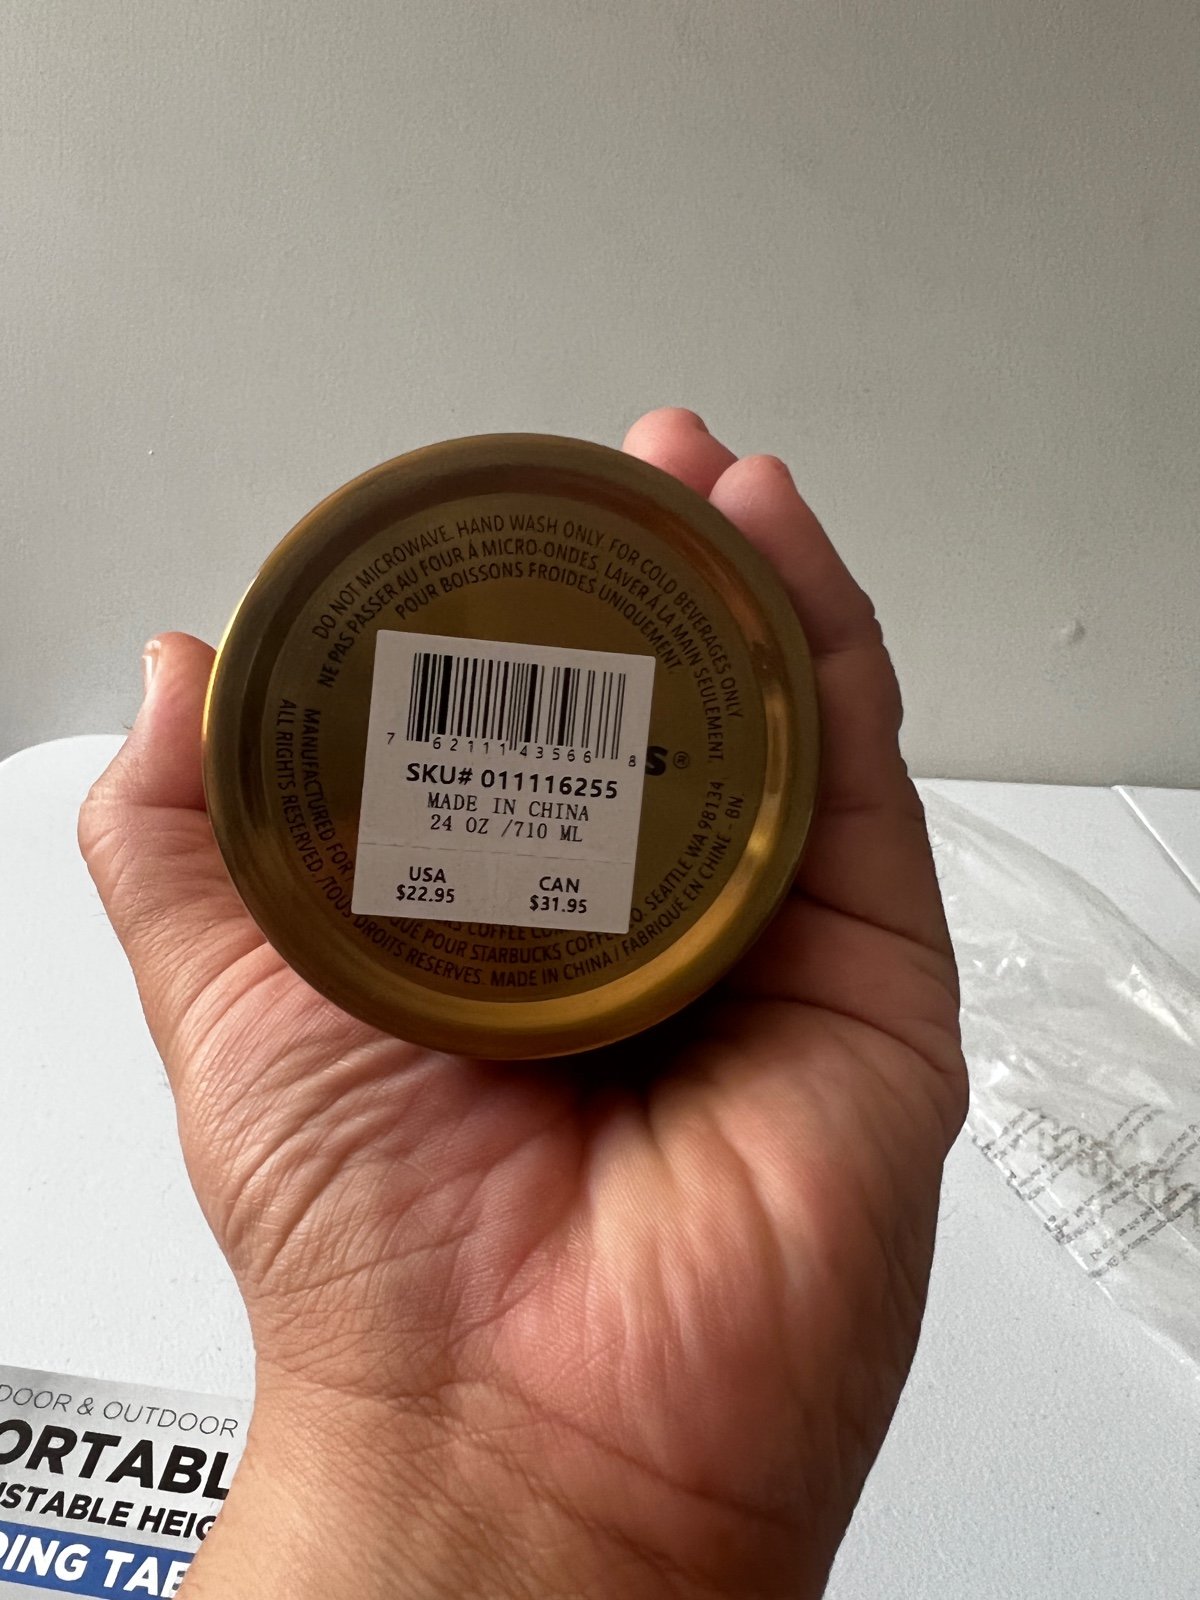 DO NOT MICROWAVE. HAND WASH ONLY. FOR COLD BEVERAGES ONLY
NE PAS PASSER AU FOUR À MICRO-ONDES. LAVER À LA MAIN SEULEMENT.
POUR BOISSONS FROIDES UNIQUEMENT.
7 62111 43566 8
SKU# 011116255
MADE IN CHINA
24 OZ /710 ML
USA
$22.95
CAN
$31.95
S®
MANUFACTURED FOR COFFEE SEATTLE WA 98134
ALL RIGHTS RESERVED. /TOUS DROITS RESERVES. MADE IN CHINA / FABRIQUE EN CHINE - BN
QUE POUR STARBUCKS COFFEE
DOOR & OUTDOOR
ORTABL
STABLE HEIG
DING TAB